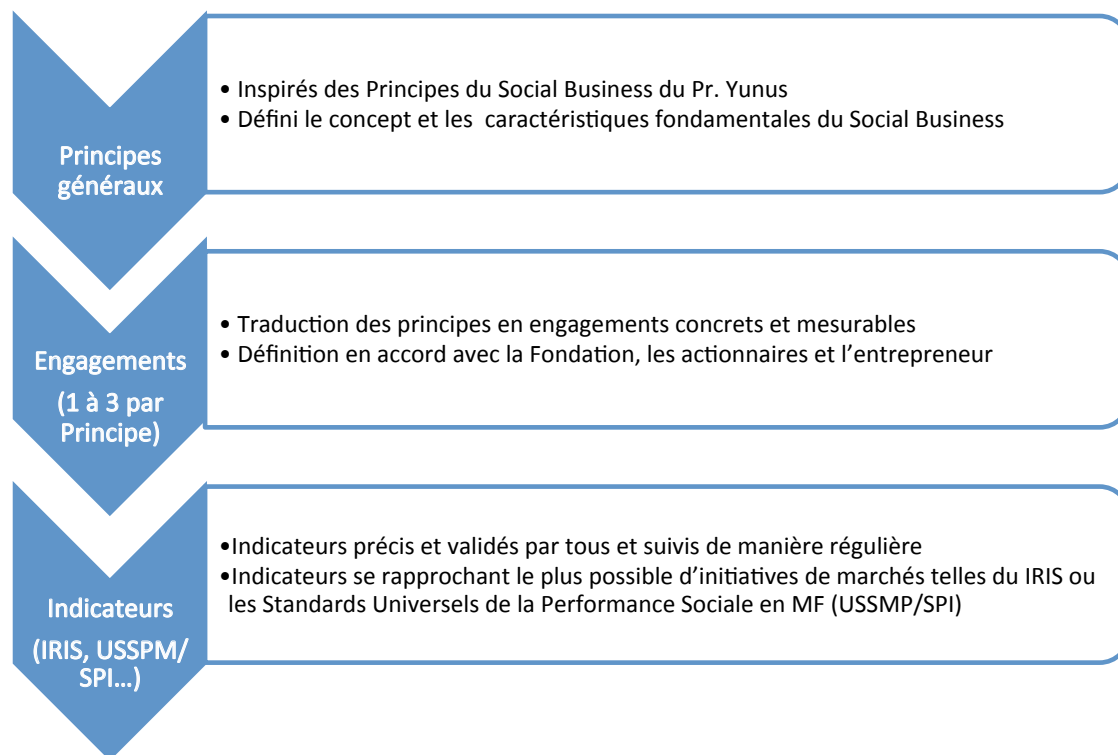 Principes
généraux
• Inspirés des Principes du Social Business du Pr. Yunus
• Défini le concept et les caractéristiques fondamentales du Social Business
Engagements
(1 à 3 par
Principe)
• Traduction des principes en engagements concrets et mesurables
• Définition en accord avec la Fondation, les actionnaires et l'entrepreneur
Indicateurs
(IRIS, USSPM/
SPI...)
•Indicateurs précis et validés par tous et suivis de manière régulière
•Indicateurs se rapprochant le plus possible d'initiatives de marchés telles du IRIS ou
les Standards Universels de la Performance Sociale en MF (USSMP/SPI)